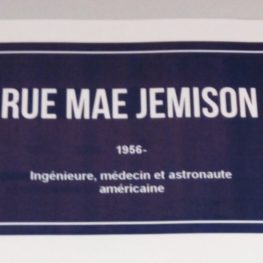 RUE MAE JEMISON
1956-
Ingénieure, médecin et astronaute
américaine